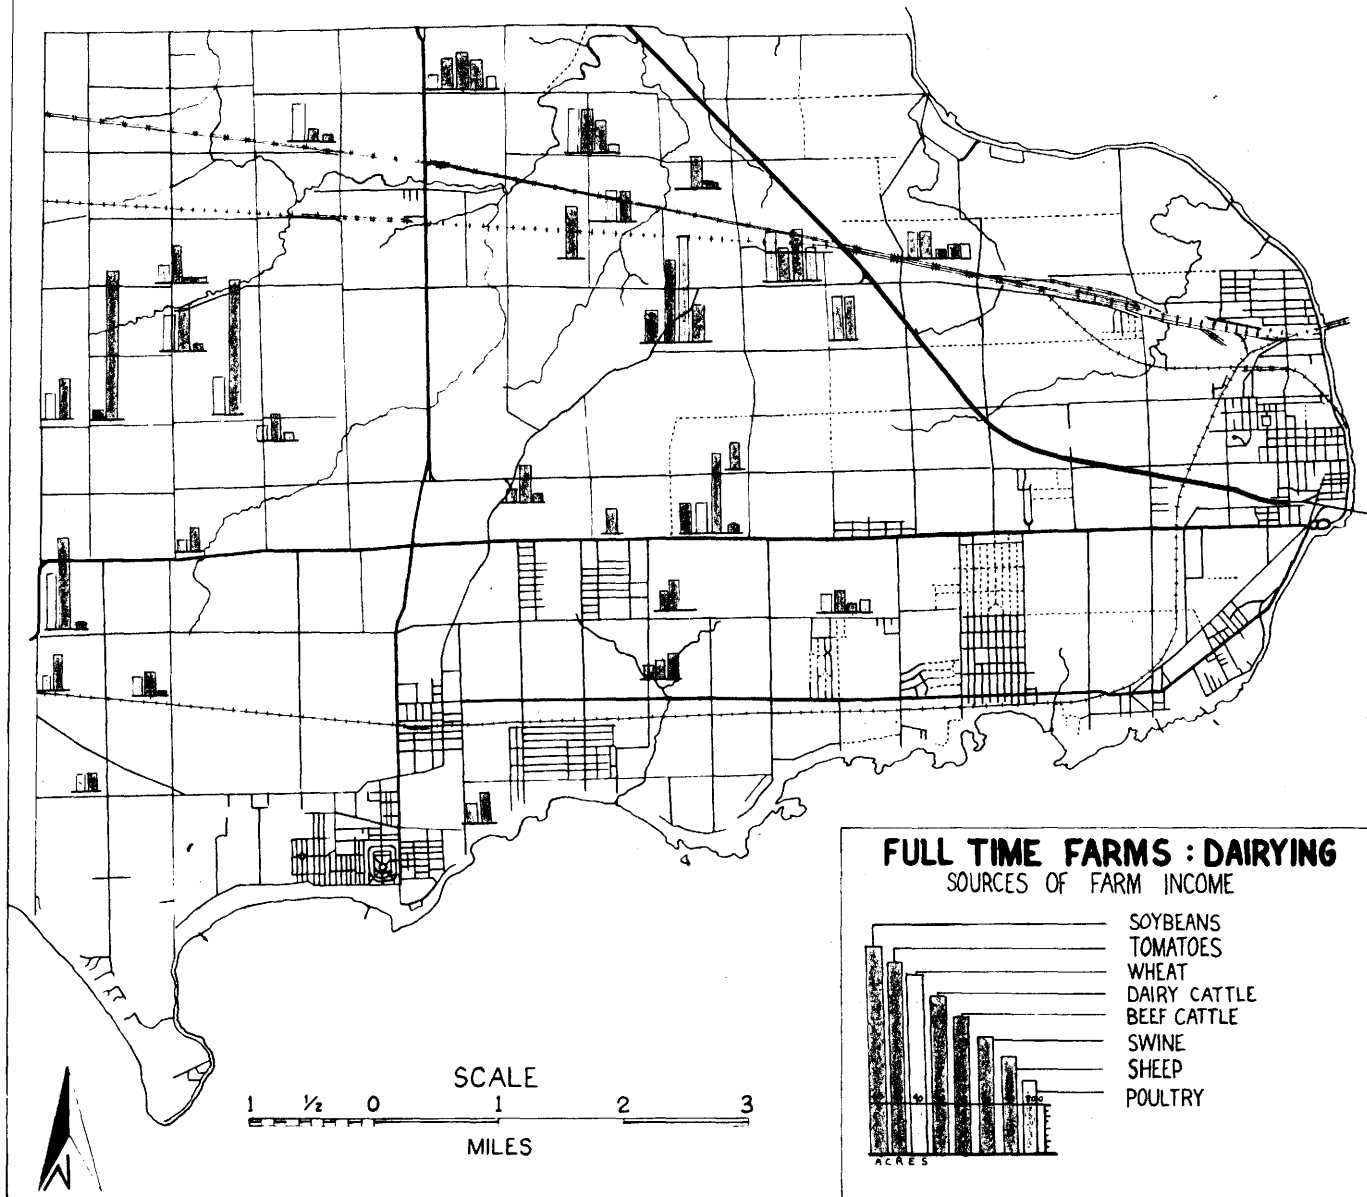 FULL TIME FARMS : DAIRYING
SOURCES OF FARM INCOME
SOYBEANS
TOMATOES
WHEAT
DAIRY CATTLE
BEEF CATTLE
SWINE
SHEEP
POULTRY
ACRES
SCALE
1 ½ 0 1 2 3
MILES
N